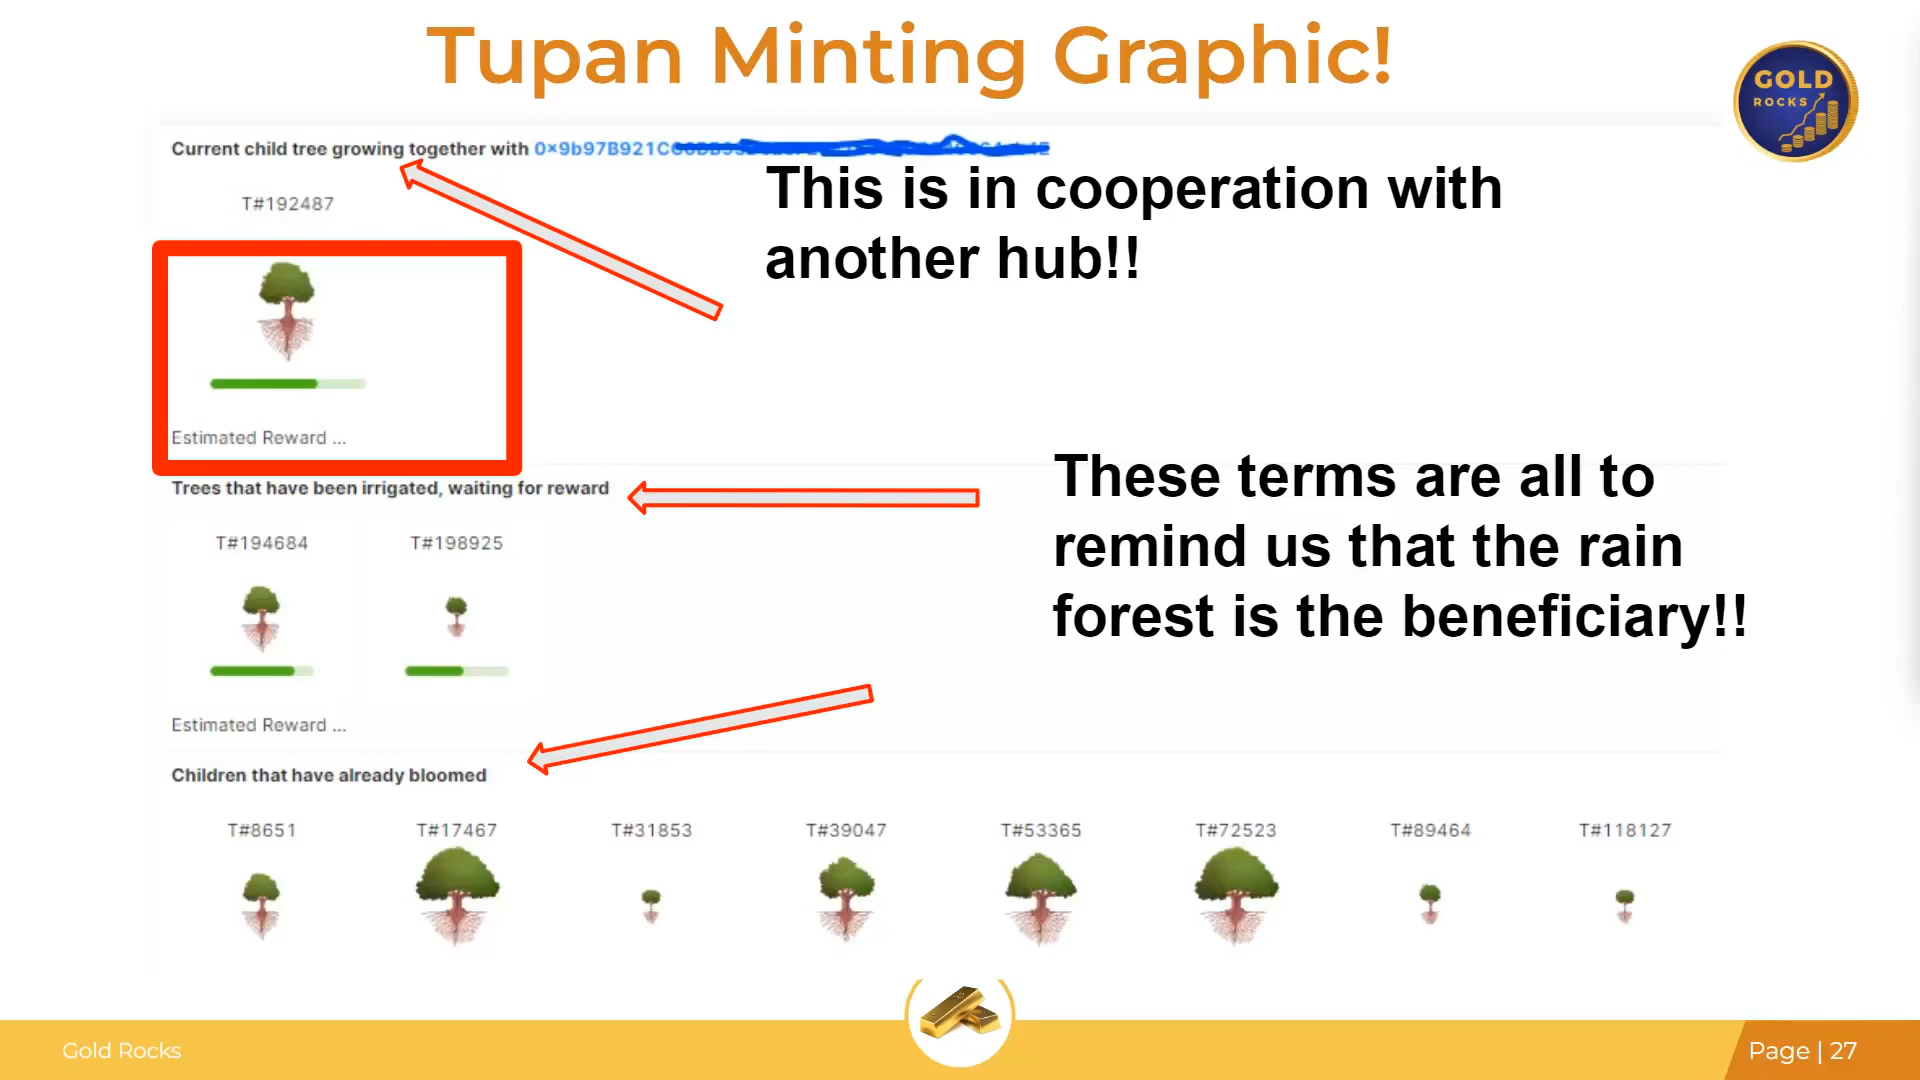 Tupan Minting Graphic!
GOLD
ROCKS
Current child tree growing together with 0x9b97B921C
This is in cooperation with
another hub!!
T#192487
Estimated Reward ...
These terms are all to
remind us that the rain
forest is the beneficiary!!
Trees that have been irrigated, waiting for reward
T#194684 T#198925
Estimated Reward ...
Children that have already bloomed
T#8651 T#17467 T#31853 T#39047 T#53365 T#72523 T#89464 T#118127
Gold Rocks
Page | 27